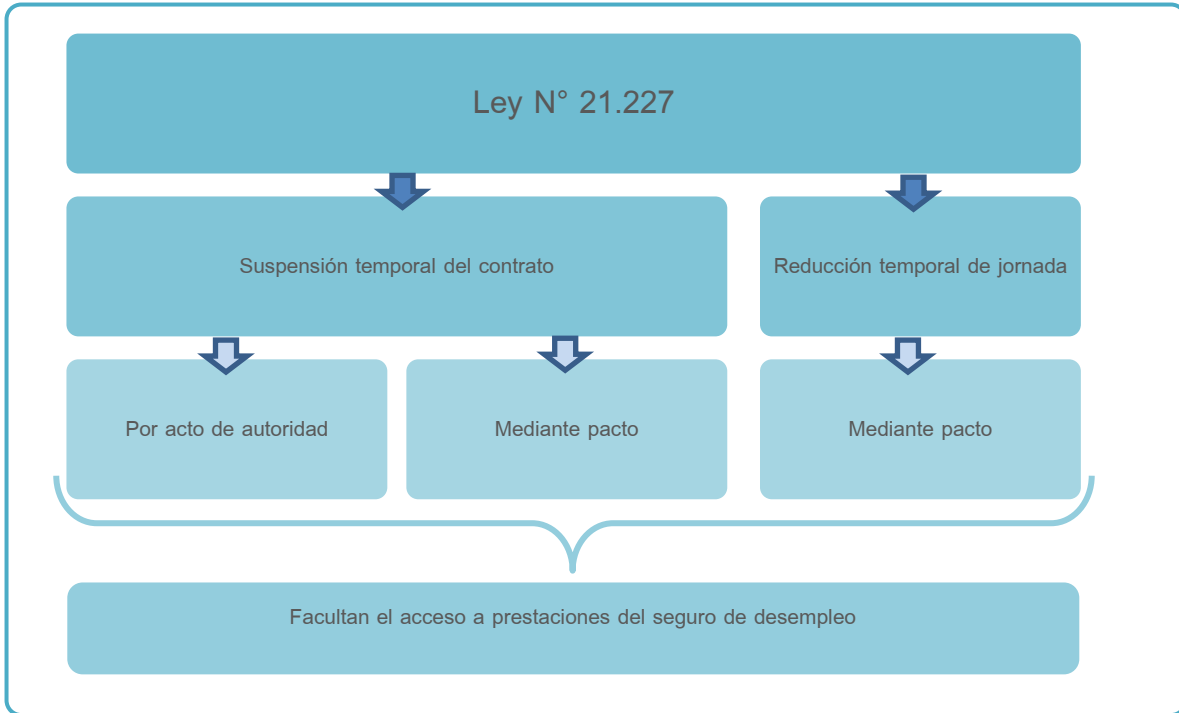 Ley N° 21.227
Suspensión temporal del contrato
Reducción temporal de jornada
Por acto de autoridad
Mediante pacto
Mediante pacto
Facultan el acceso a prestaciones del seguro de desempleo